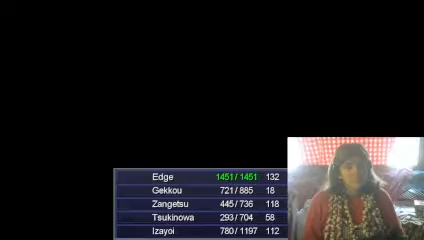 Edge 1451/1451 132
Gekkou 721/885 18
Zangetsu 445/736 118
Tsukinowa 293/704 58
Izayoi 780/1197 112